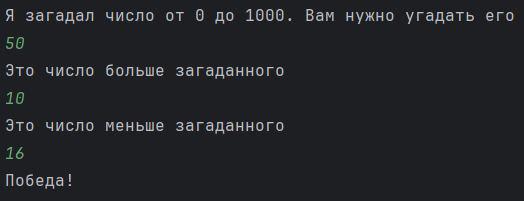 Я загадал число от 0 до 1000. Вам нужно угадать его
50
Это число больше загаданного
10
Это число меньше загаданного
16
Победа!